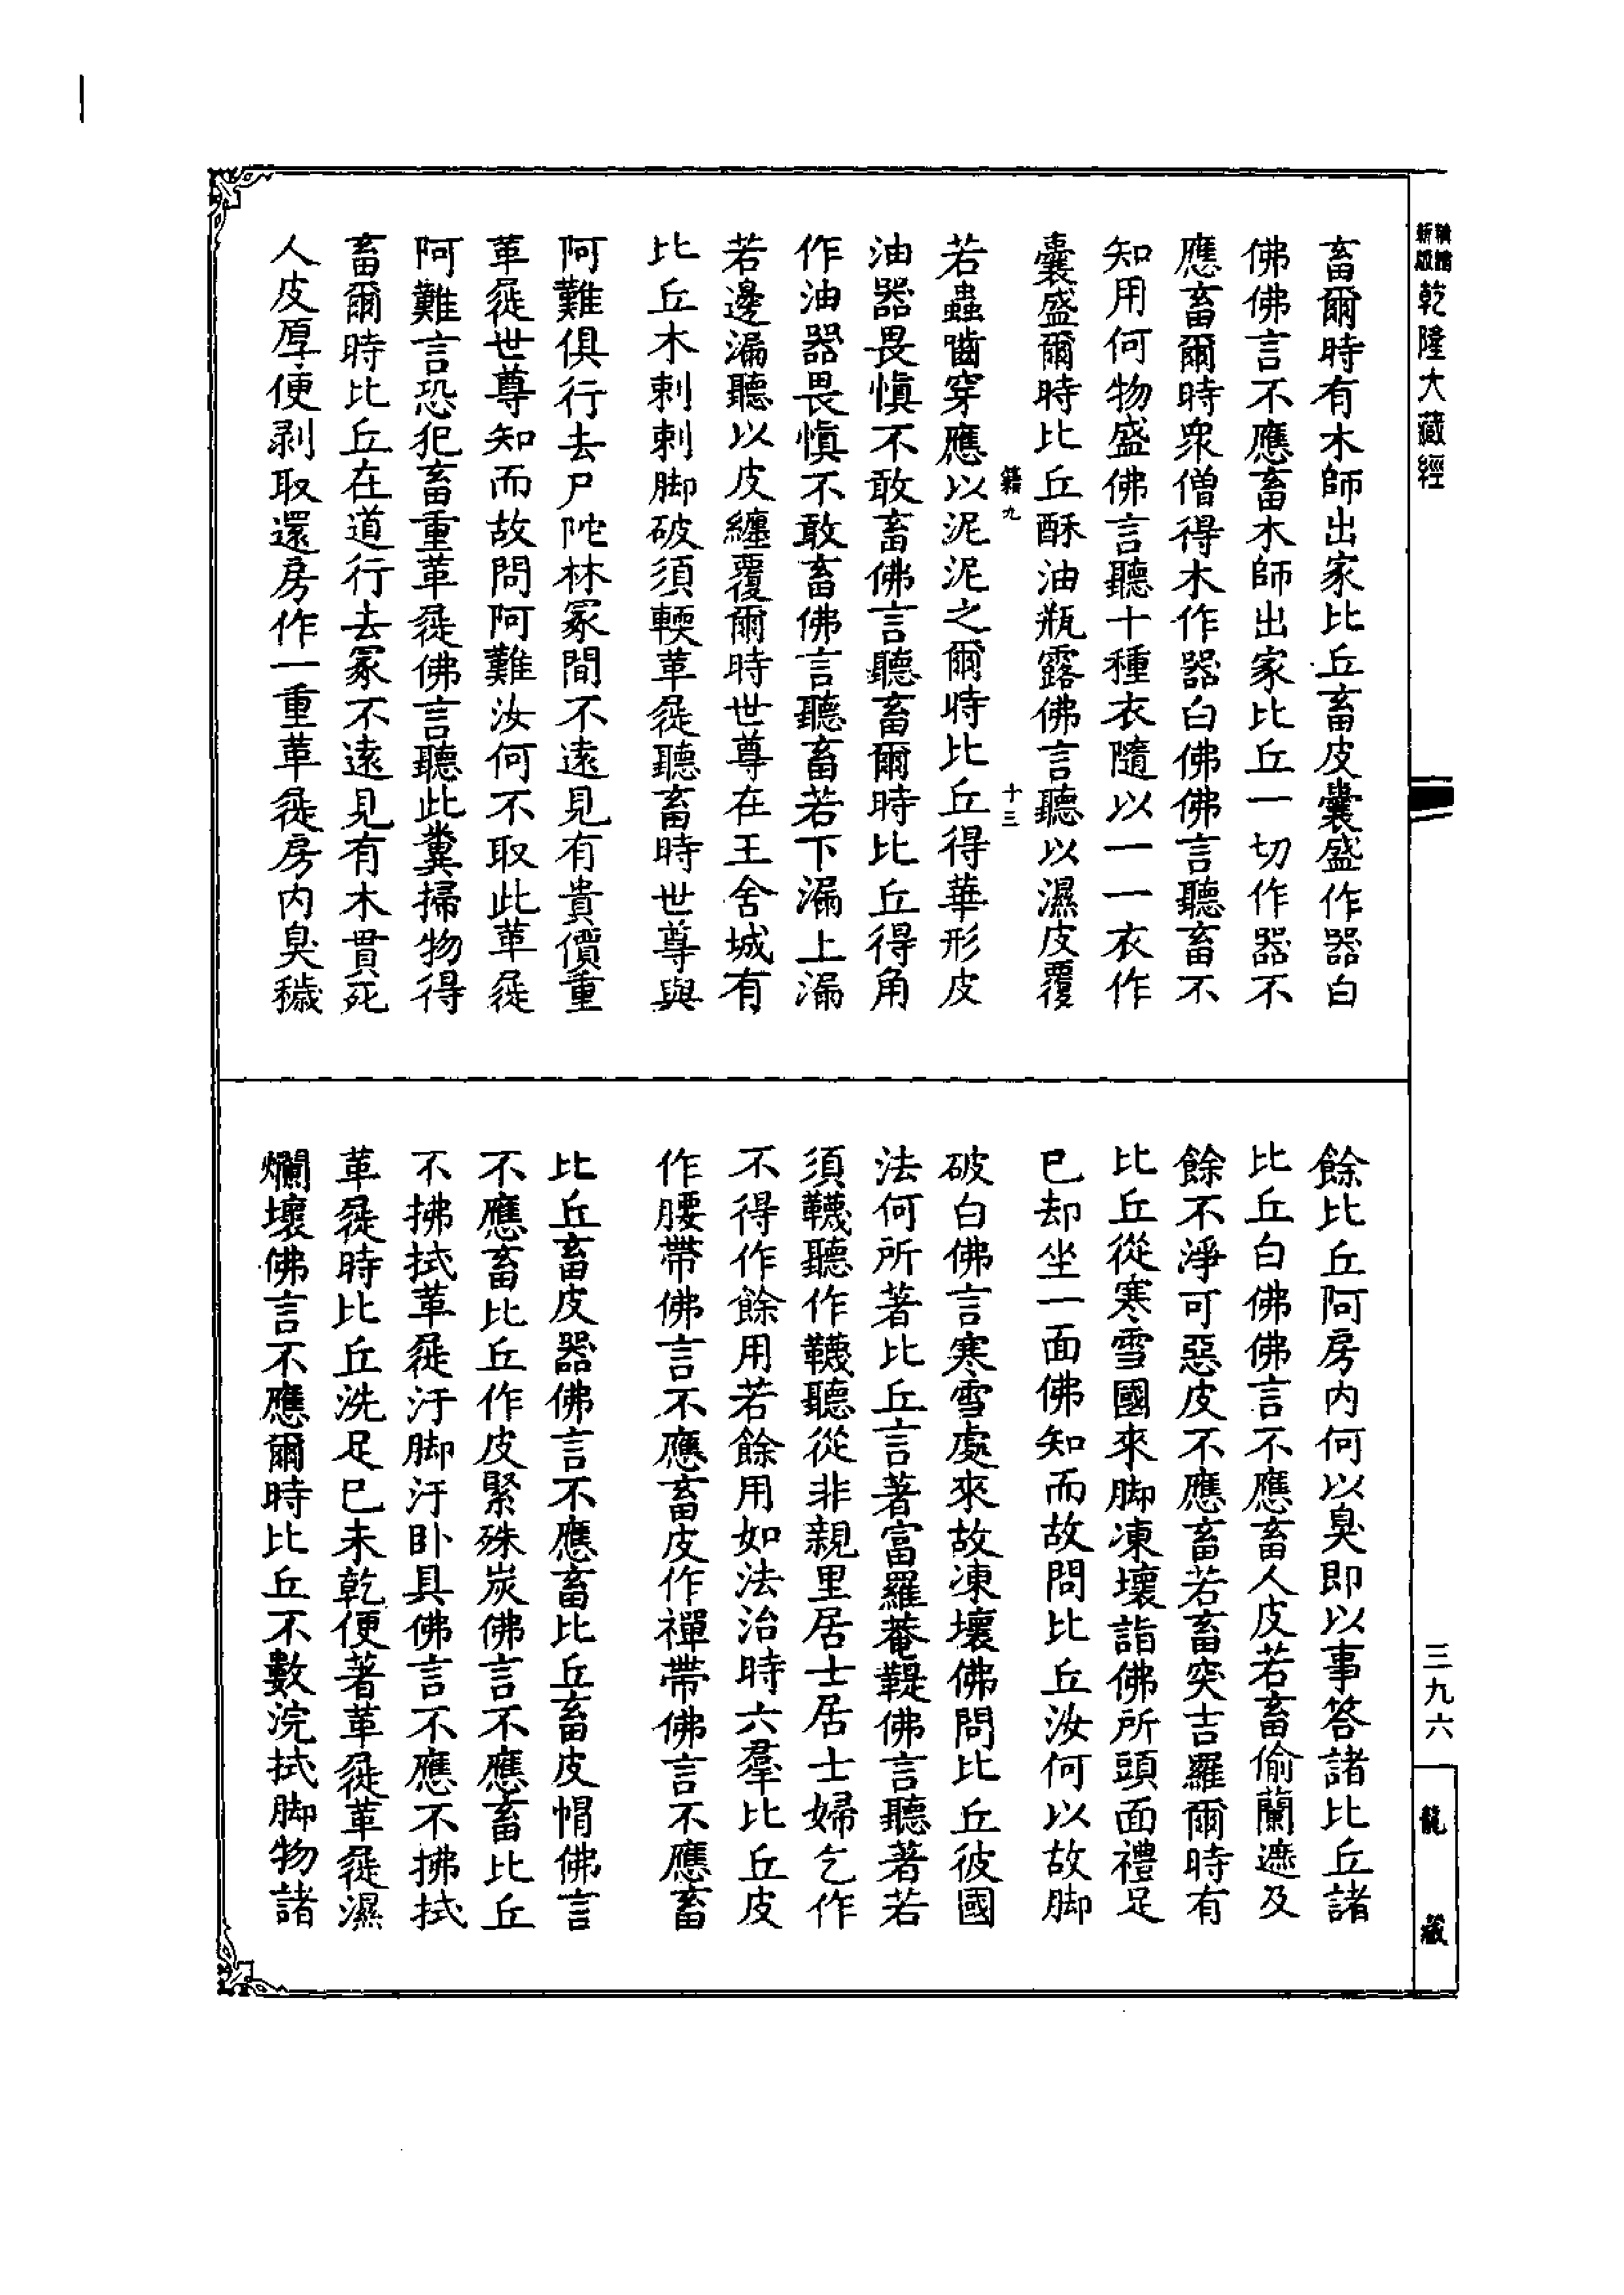 新版
精譜
乾隆大藏經
三九六
龍藏
畜爾時有木師出家比丘畜皮囊盛作器白
佛佛言不應畜木師出家比丘一切作器不
應畜爾時衆僧得木作器白佛佛言聽畜不
知用何物盛佛言聽十種衣隨以一一衣作
囊盛爾時比丘酥油瓶露佛言聽以濕皮覆
籍九
十三
若蟲嚙穿應以泥泥之爾時比丘得華形皮
油器畏慎不敢畜佛言聽畜爾時比丘得角
作油器畏慎不敢畜佛言聽畜若下漏上漏
若邊漏聽以皮纏覆爾時世尊在王舍城有
比丘木刺刺脚破須輭革屣聽畜時世尊與
阿難俱行去尸陀林冢間不遠見有貴價重
革屣世尊知而故問阿難汝何不取此革屣
阿難言恐犯畜重革屣佛言聽此糞掃物得
畜爾時比丘在道行去冢不遠見有木貫死
人皮厚便剥取還房作一重革屣房内臭穢
餘比丘阿房内何以臭即以事答諸比丘諸
比丘白佛佛言不應畜人皮若畜偷蘭遮及
餘不淨可惡皮不應畜若畜突吉羅爾時有
比丘從寒雪國來脚凍壞詣佛所頭面禮足
已却坐一面佛知而故問比丘汝何以故脚
破白佛言寒雪處來故凍壞佛問比丘彼國
法何所著比丘言著富羅菴鞮佛言聽著若
須韈聽作韈聽從非親里居士居士婦乞作
不得作餘用若餘用如法治時六羣比丘皮
作腰帶佛言不應畜皮作禪帶佛言不應畜
比丘畜皮器佛言不應畜比丘畜皮帽佛言
不應畜比丘作皮緊殊炭佛言不應畜比丘
不拂拭革屣汙脚汙卧具佛言不應不拂拭
革屣時比丘洗足已未乾便著革屣革屣濕
爛壞佛言不應爾時比丘不數浣拭脚物諸